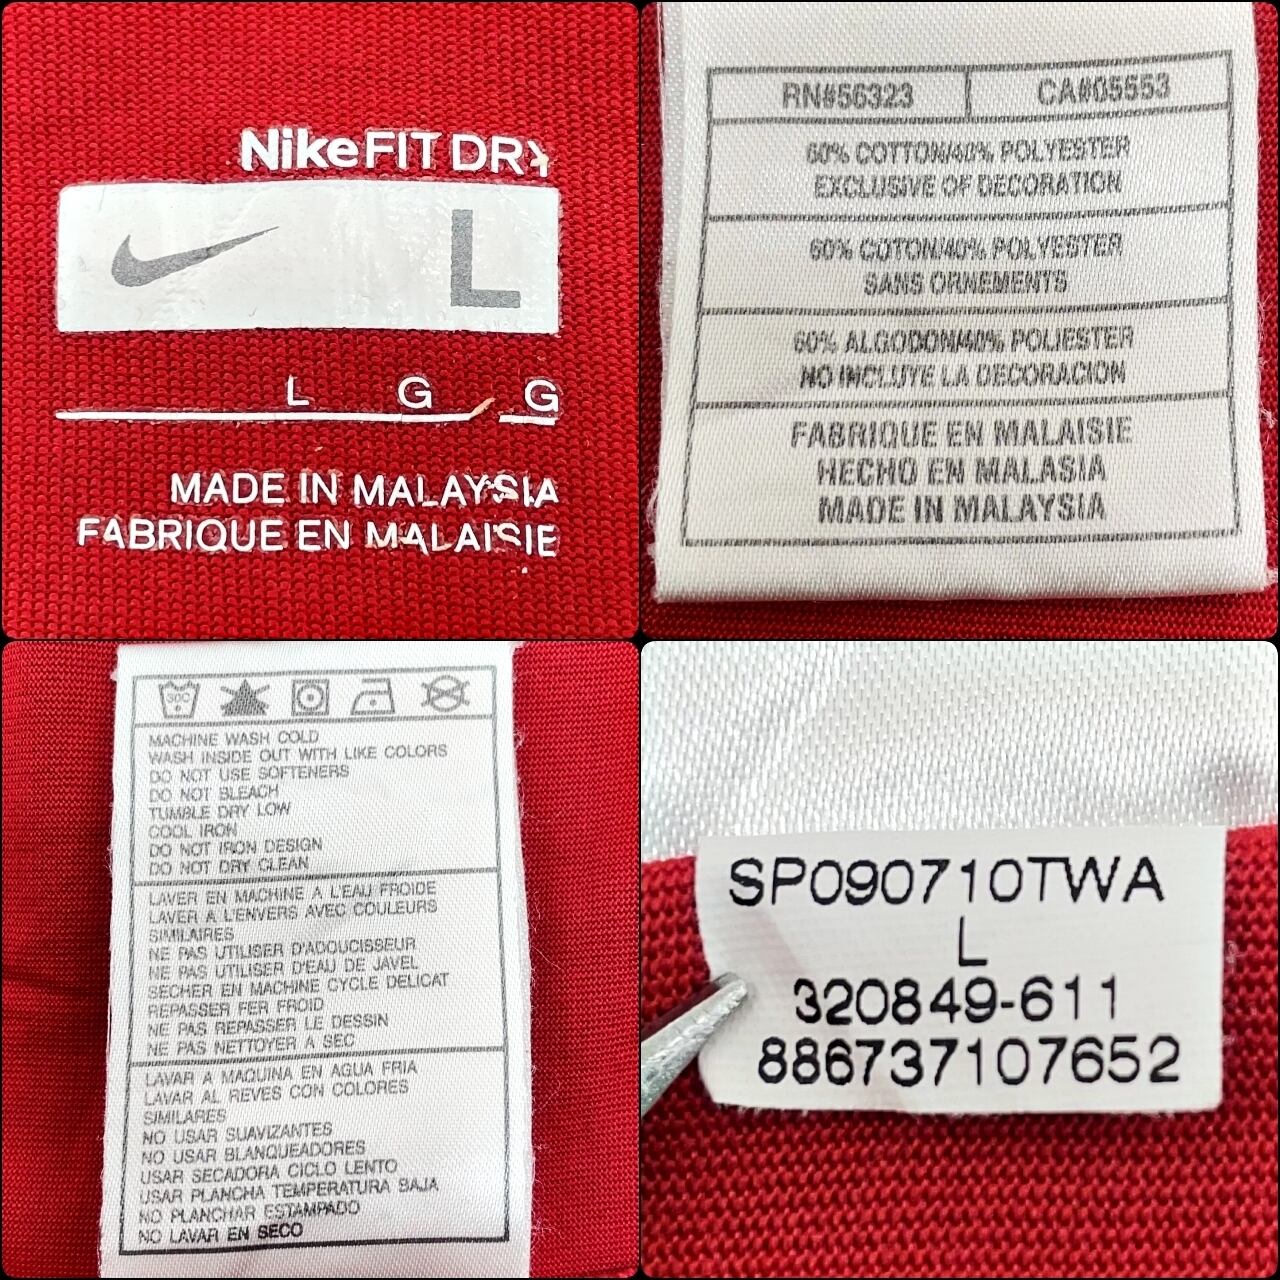 NikeFIT DRY
L
L G G
MADE IN MALAYSIA
FABRIQUE EN MALAISIE
RN#56323 CA#05553
60% COTTON/40% POLYESTER
EXCLUSIVE OF DECORATION
60% COTON/40% POLYESTER
SANS ORNEMENTS
60% ALGODON/40% POLIESTER
NO INCLUYE LA DECORACION
FABRIQUE EN MALAISIE
HECHO EN MALASIA
MADE IN MALAYSIA
30C
MACHINE WASH COLD
WASH INSIDE OUT WITH LIKE COLORS
DO NOT USE SOFTENERS
DO NOT BLEACH
TUMBLE DRY LOW
COOL IRON
DO NOT IRON DESIGN
DO NOT DRY CLEAN
LAVER EN MACHINE A L'EAU FROIDE
LAVER A L'ENVERS AVEC COULEURS
SIMILAIRES
NE PAS UTILISER D'ADOUCISSEUR
NE PAS UTILISER D'EAU DE JAVEL
SECHER EN MACHINE CYCLE DELICAT
REPASSER FER FROID
NE PAS REPASSER LE DESSIN
NE PAS NETTOYER A SEC
LAVAR A MAQUINA EN AGUA FRIA
LAVAR AL REVES CON COLORES
SIMILARES
NO USAR SUAVIZANTES
NO USAR BLANQUEADORES
USAR SECADORA CICLO LENTO
USAR PLANCHA TEMPERATURA BAJA
NO PLANCHAR ESTAMPADO
NO LAVAR EN SECO
SP090710TWA
L
320849-611
886737107652